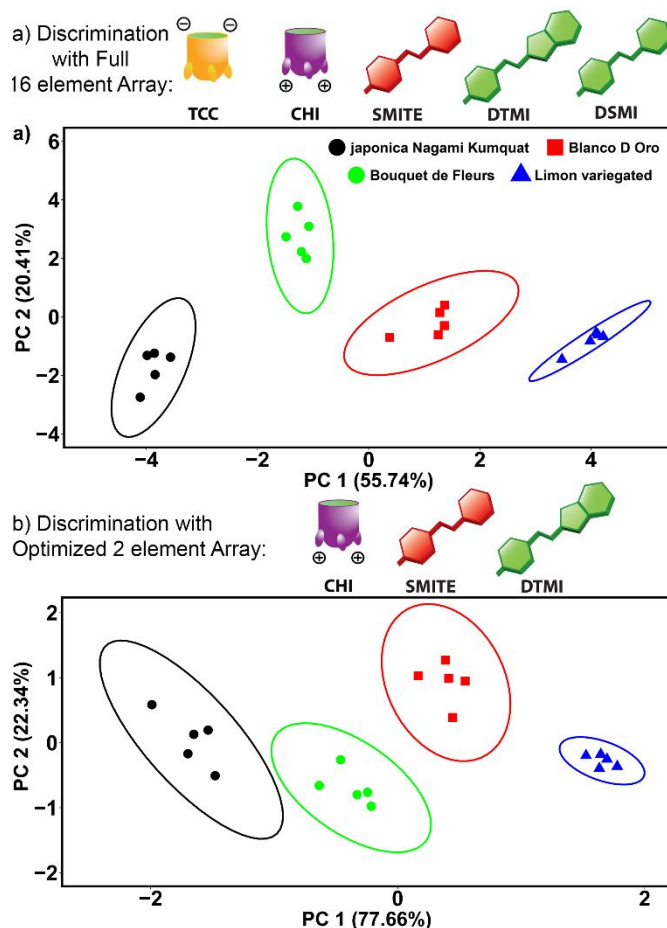 a) Discrimination
with Full
16 element Array:
⊖ ⊖
⊕ ⊕
TCC CHI SMITE DTMI DSMI
a)
japonica Nagami Kumquat Blanco D Oro
Bouquet de Fleurs Limon variegated
PC 2 (20.41%)
6
4
2
0
−2
−4
−4 −2 0 2 4
PC 1 (55.74%)
b) Discrimination with
Optimized 2 element Array:
⊕ ⊕
CHI SMITE DTMI
PC 2 (22.34%)
2
1
0
−1
−2
−2 0 2
PC 1 (77.66%)